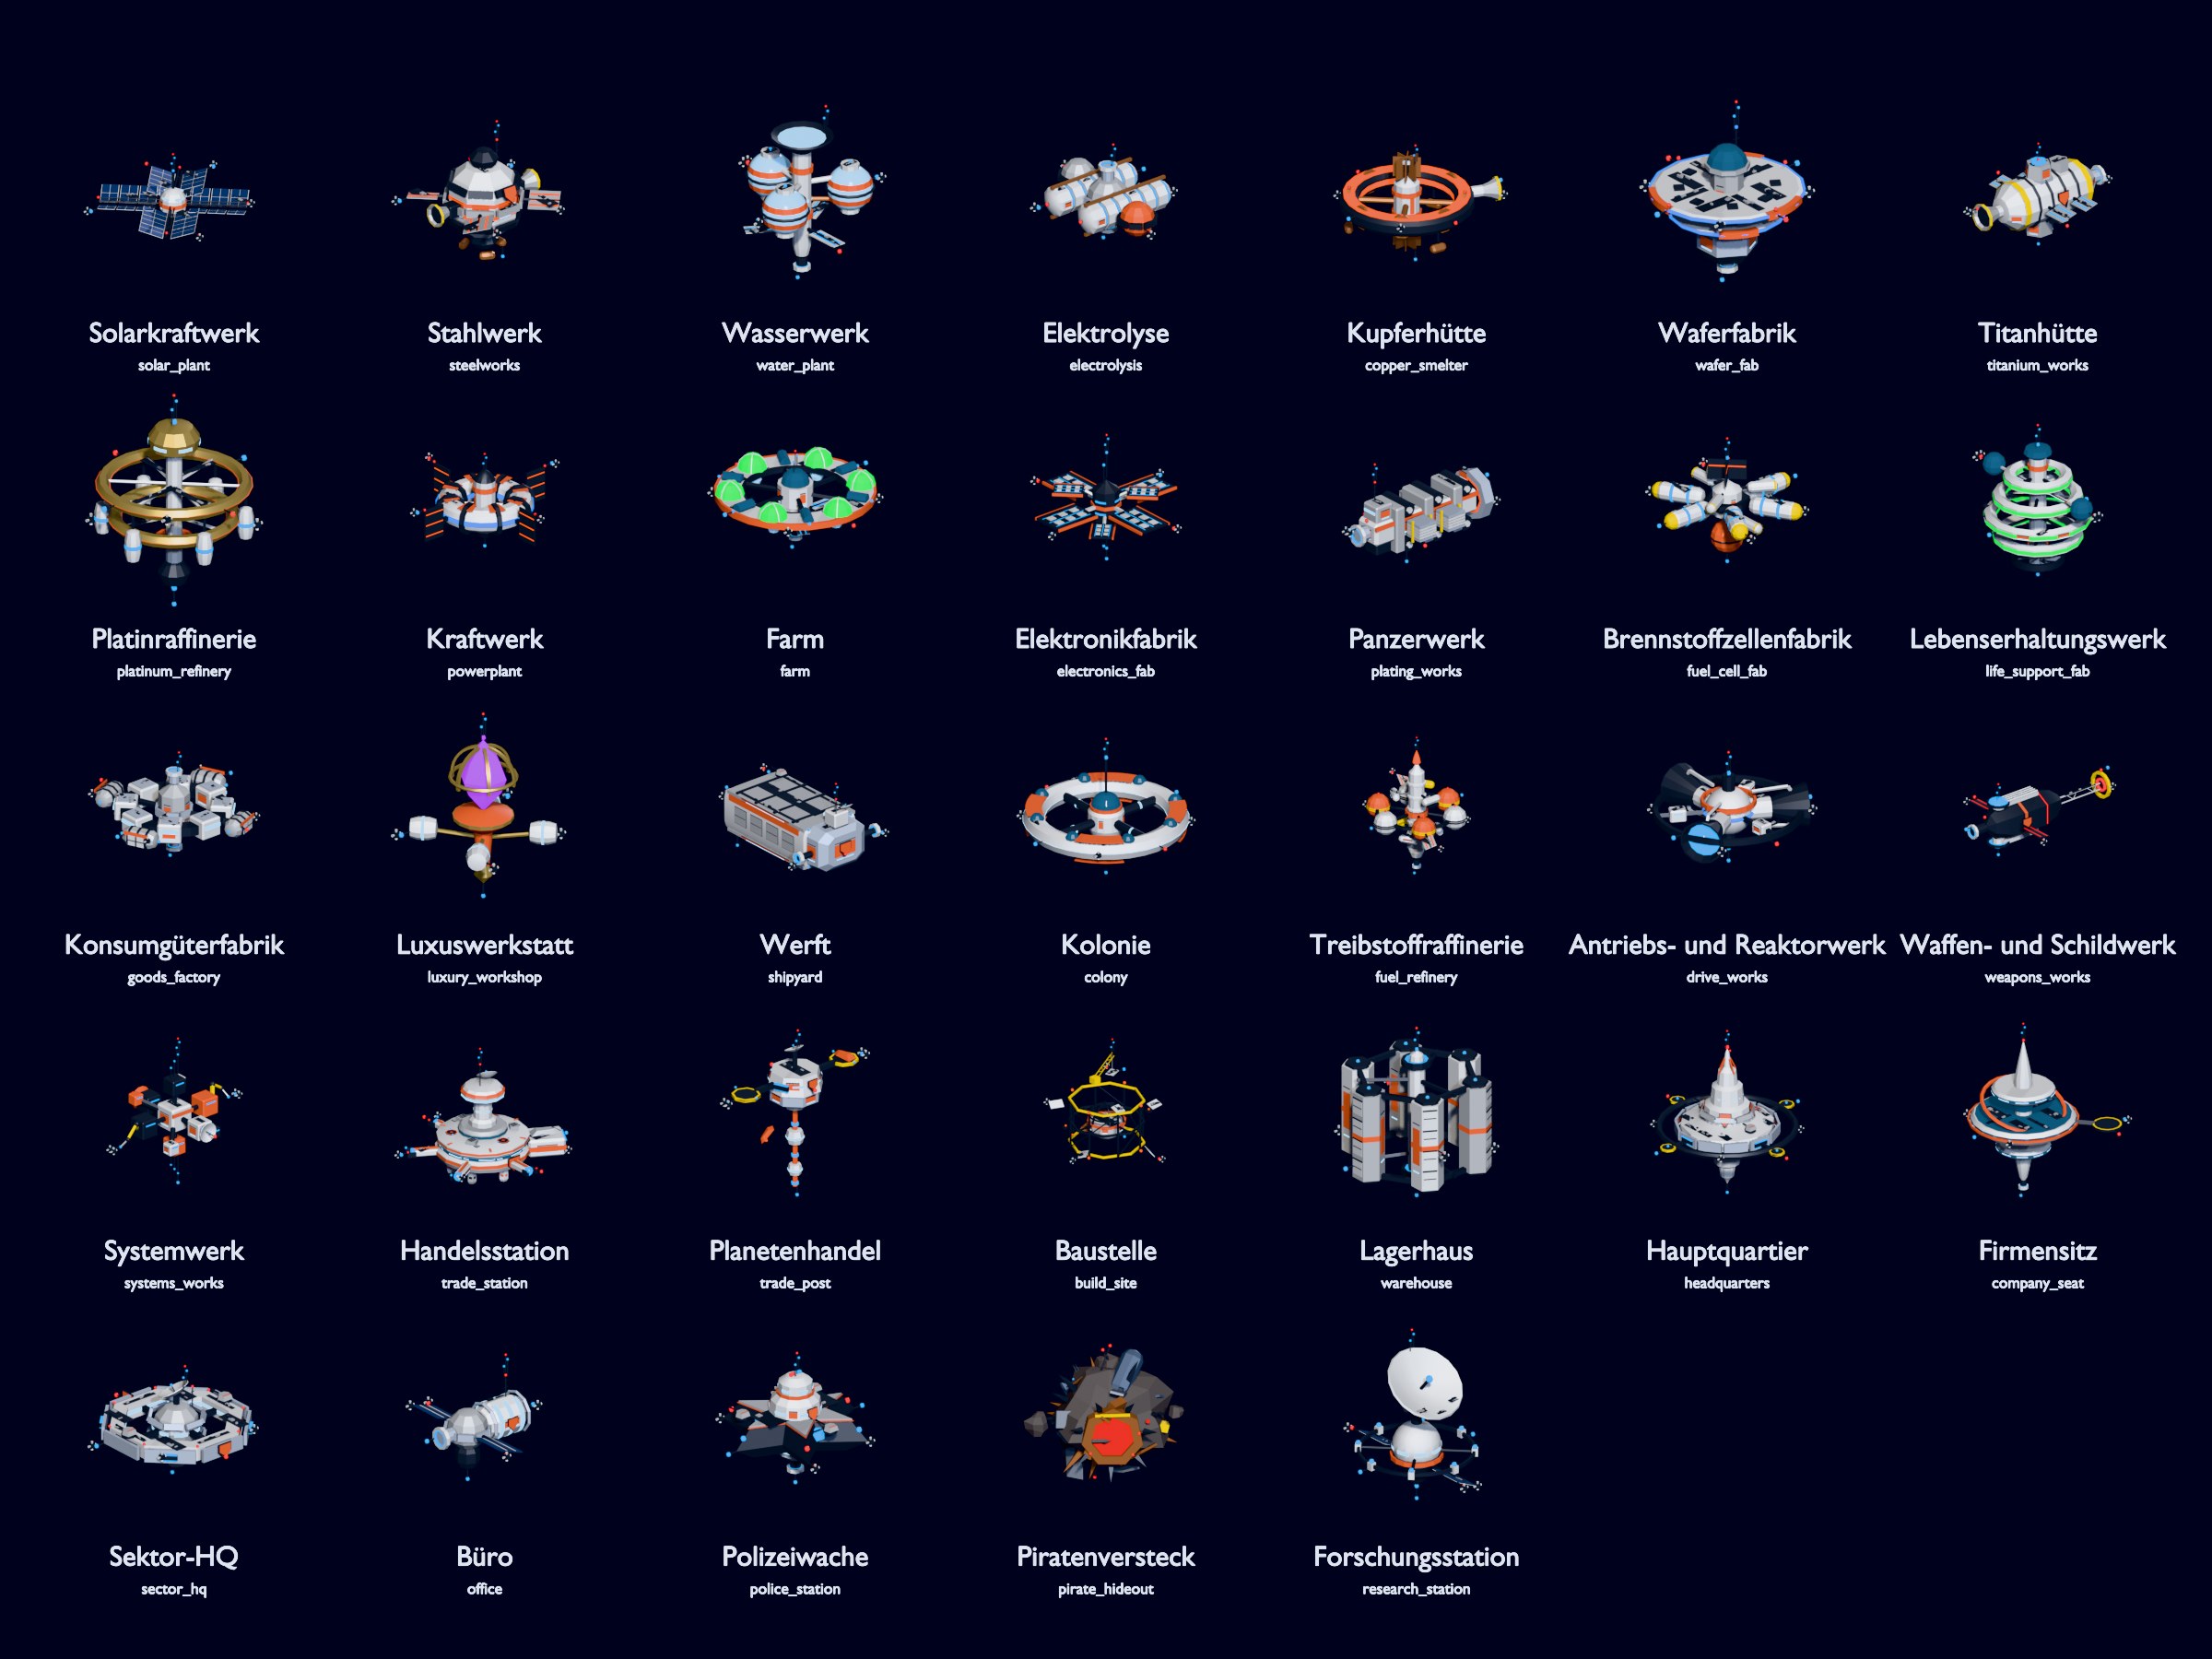 Solarkraftwerk
solar_plant
Stahlwerk
steelworks
Wasserwerk
water_plant
Elektrolyse
electrolysis
Kupferhütte
copper_smelter
Waferfabrik
wafer_fab
Titanhütte
titanium_works
Platinraffinerie
platinum_refinery
Kraftwerk
powerplant
Farm
farm
Elektronikfabrik
electronics_fab
Panzerwerk
plating_works
Brennstoffzellenfabrik
fuel_cell_fab
Lebenserhaltungswerk
life_support_fab
Konsumgüterfabrik
goods_factory
Luxuswerkstatt
luxury_workshop
Werft
shipyard
Kolonie
colony
Treibstoffraffinerie
fuel_refinery
Antriebs- und Reaktorwerk
drive_works
Waffen- und Schildwerk
weapons_works
Systemwerk
systems_works
Handelsstation
trade_station
Planetenhandel
trade_post
Baustelle
build_site
Lagerhaus
warehouse
Hauptquartier
headquarters
Firmensitz
company_seat
Sektor-HQ
sector_hq
Büro
office
Polizeiwache
police_station
Piratenversteck
pirate_hideout
Forschungsstation
research_station